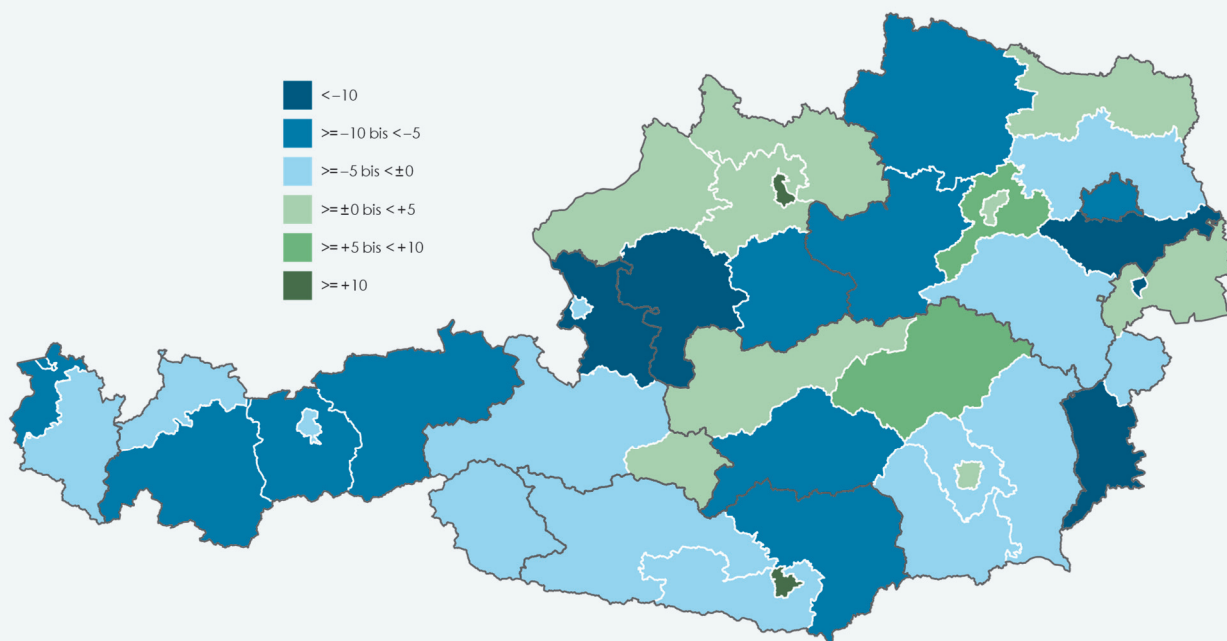 <–10
>= –10 bis <–5
>= –5 bis <±0
>= ±0 bis <+5
>= +5 bis <+10
>= +10